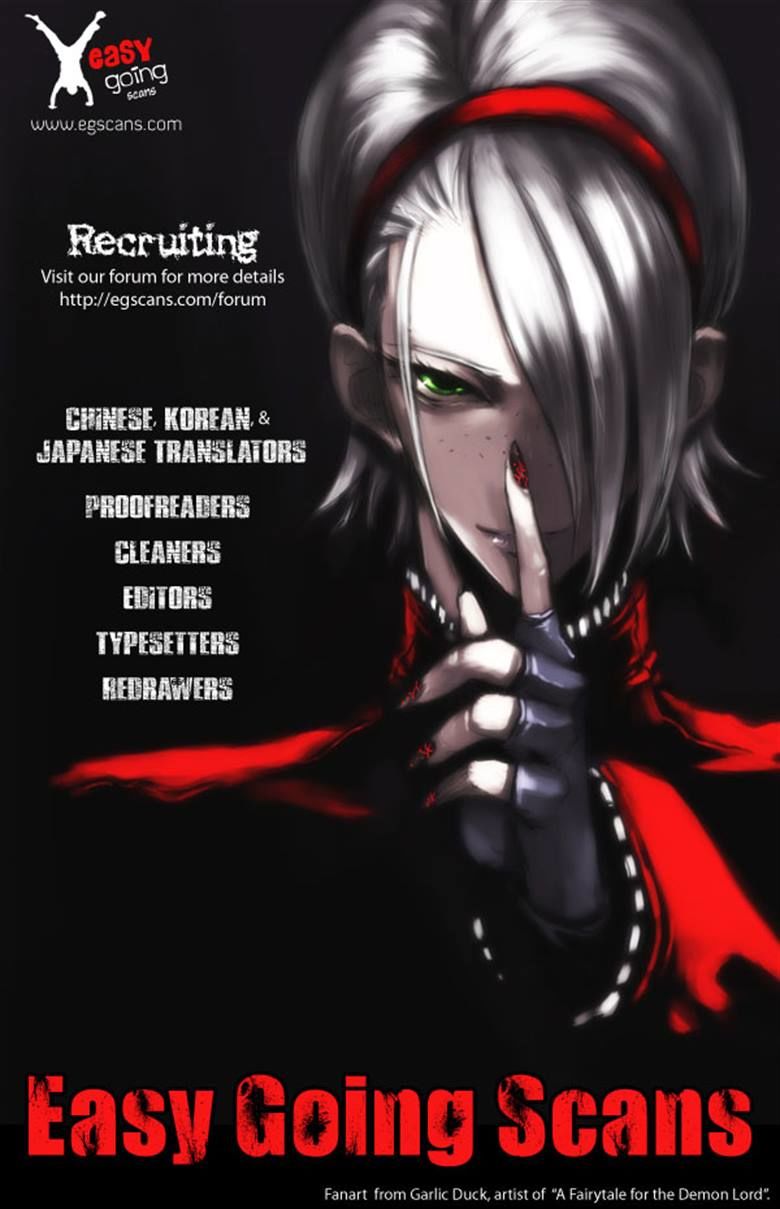 easy
going
scans
www.egscans.com
Recruiting
Visit our forum for more details
http://egscans.com/forum
CHINESE, KOREAN, &
JAPANESE TRANSLATORS
PROOFREADERS
CLEANERS
EDITORS
TYPESETTERS
REDRAWERS
Easy Going Scans
Fanart from Garlic Duck, artist of "A Fairytale for the Demon Lord".